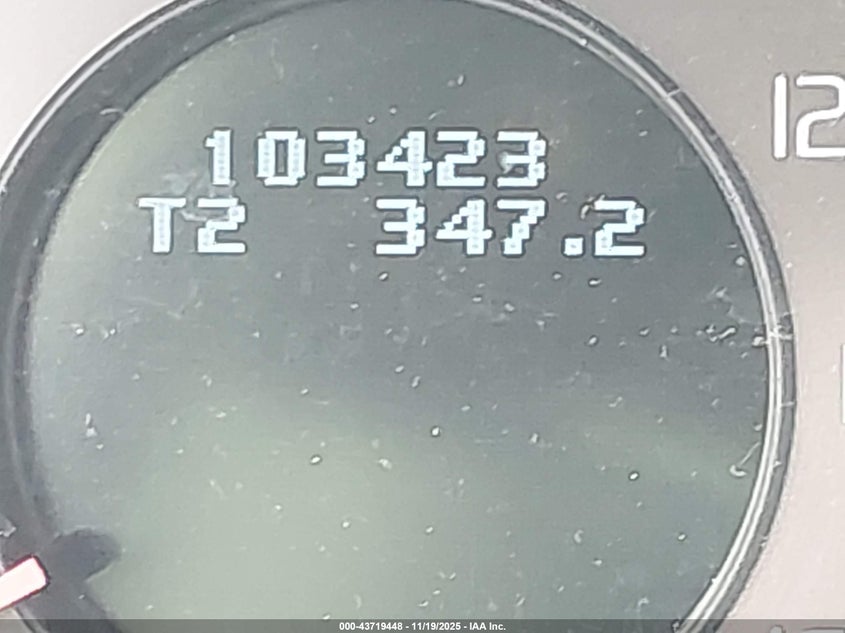 103423
T2 347.2
12
000-43719448 - 11/19/2025 - IAA Inc.